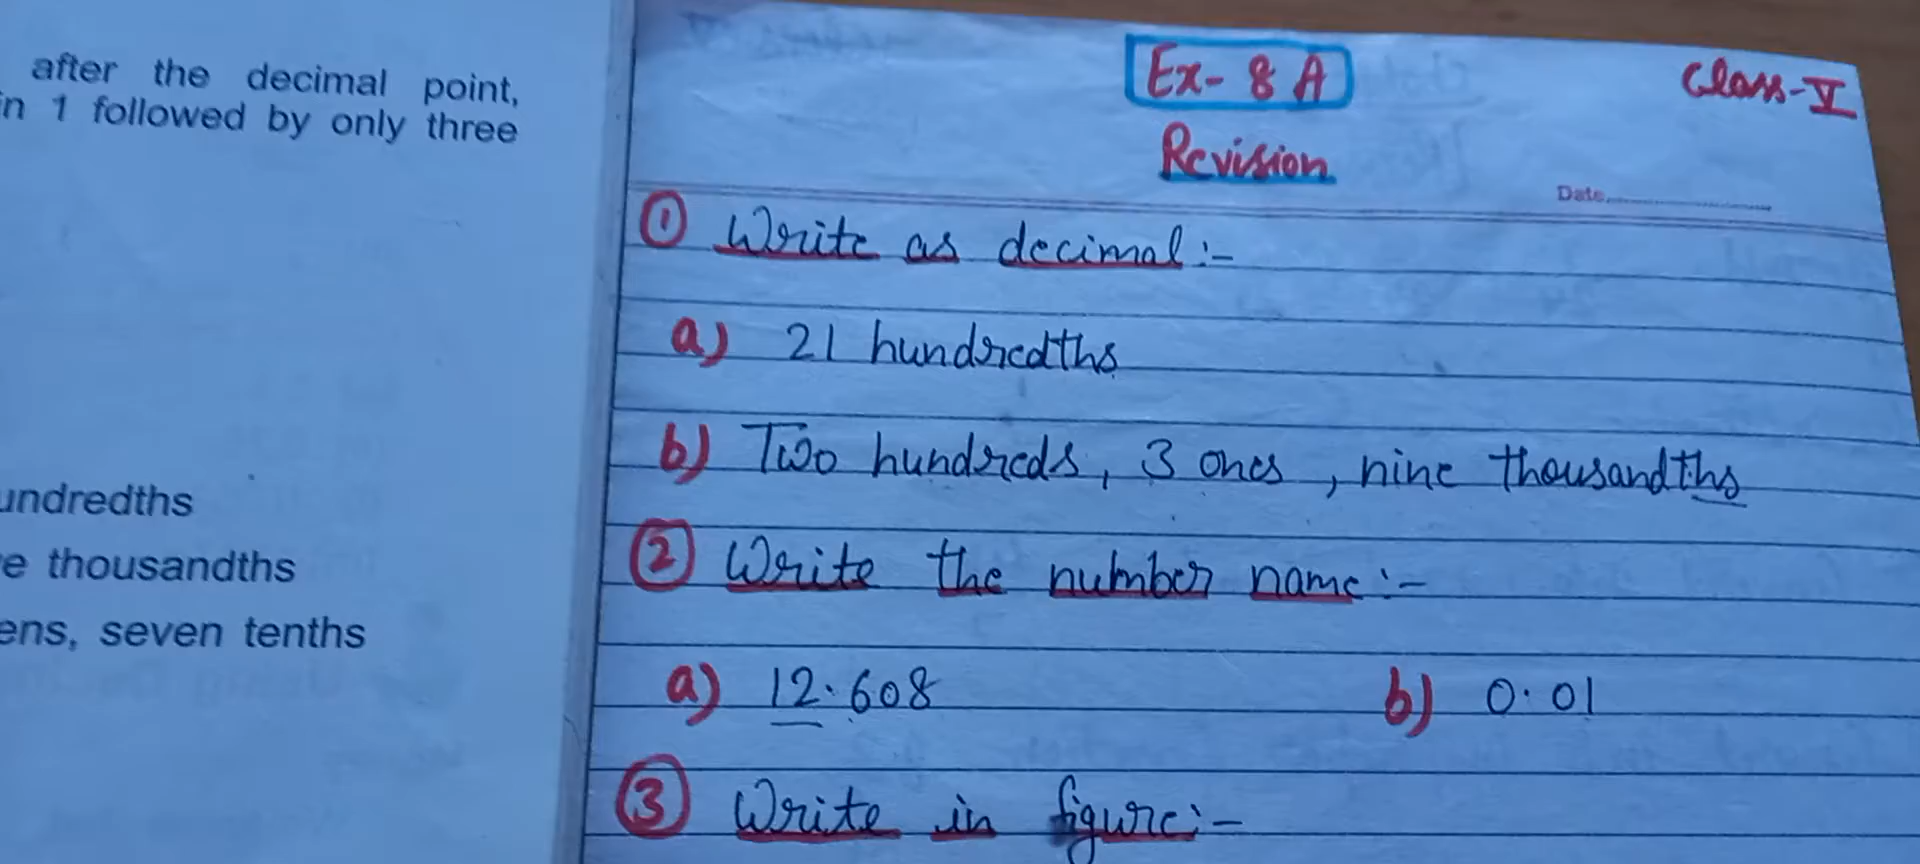 after the decimal point,
in 1 followed by only three
undredths
e thousandths
ens, seven tenths
Ex- 8 A
Class-V
Revision
Date
① Write as decimal:-
a) 21 hundredths
b) Two hundreds, 3 ones, nine thousandths
② Write the number name:-
a) 12.608 b) 0.01
③ Write in figure:-